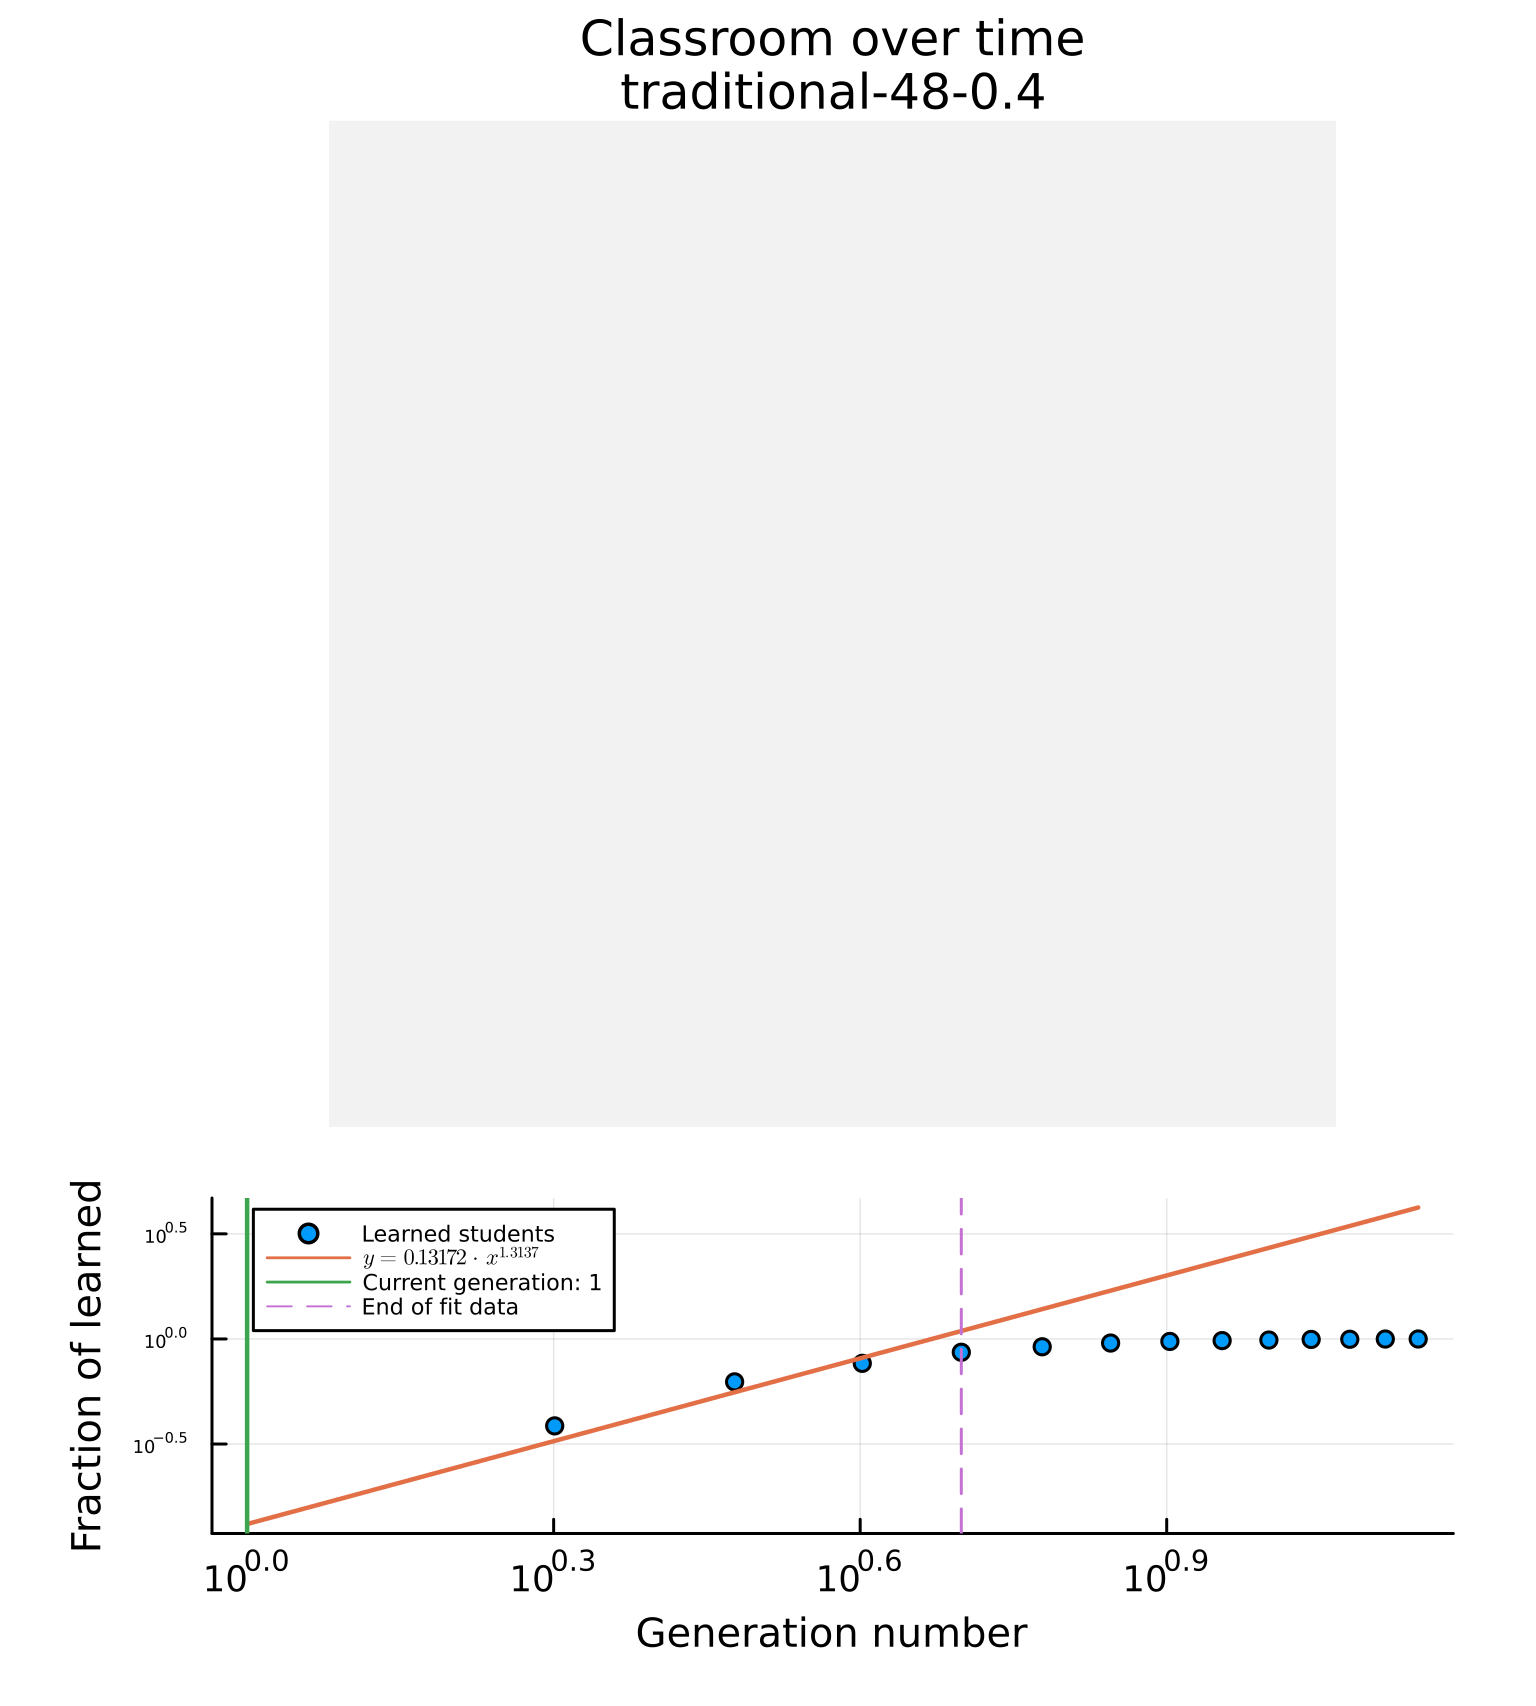 Classroom over time
traditional-48-0.4
Fraction of learned
10^0.5
10^0.0
10^−0.5
Learned students
y = 0.13172 · x^1.3137
Current generation: 1
End of fit data
10^0.0 10^0.3 10^0.6 10^0.9
Generation number